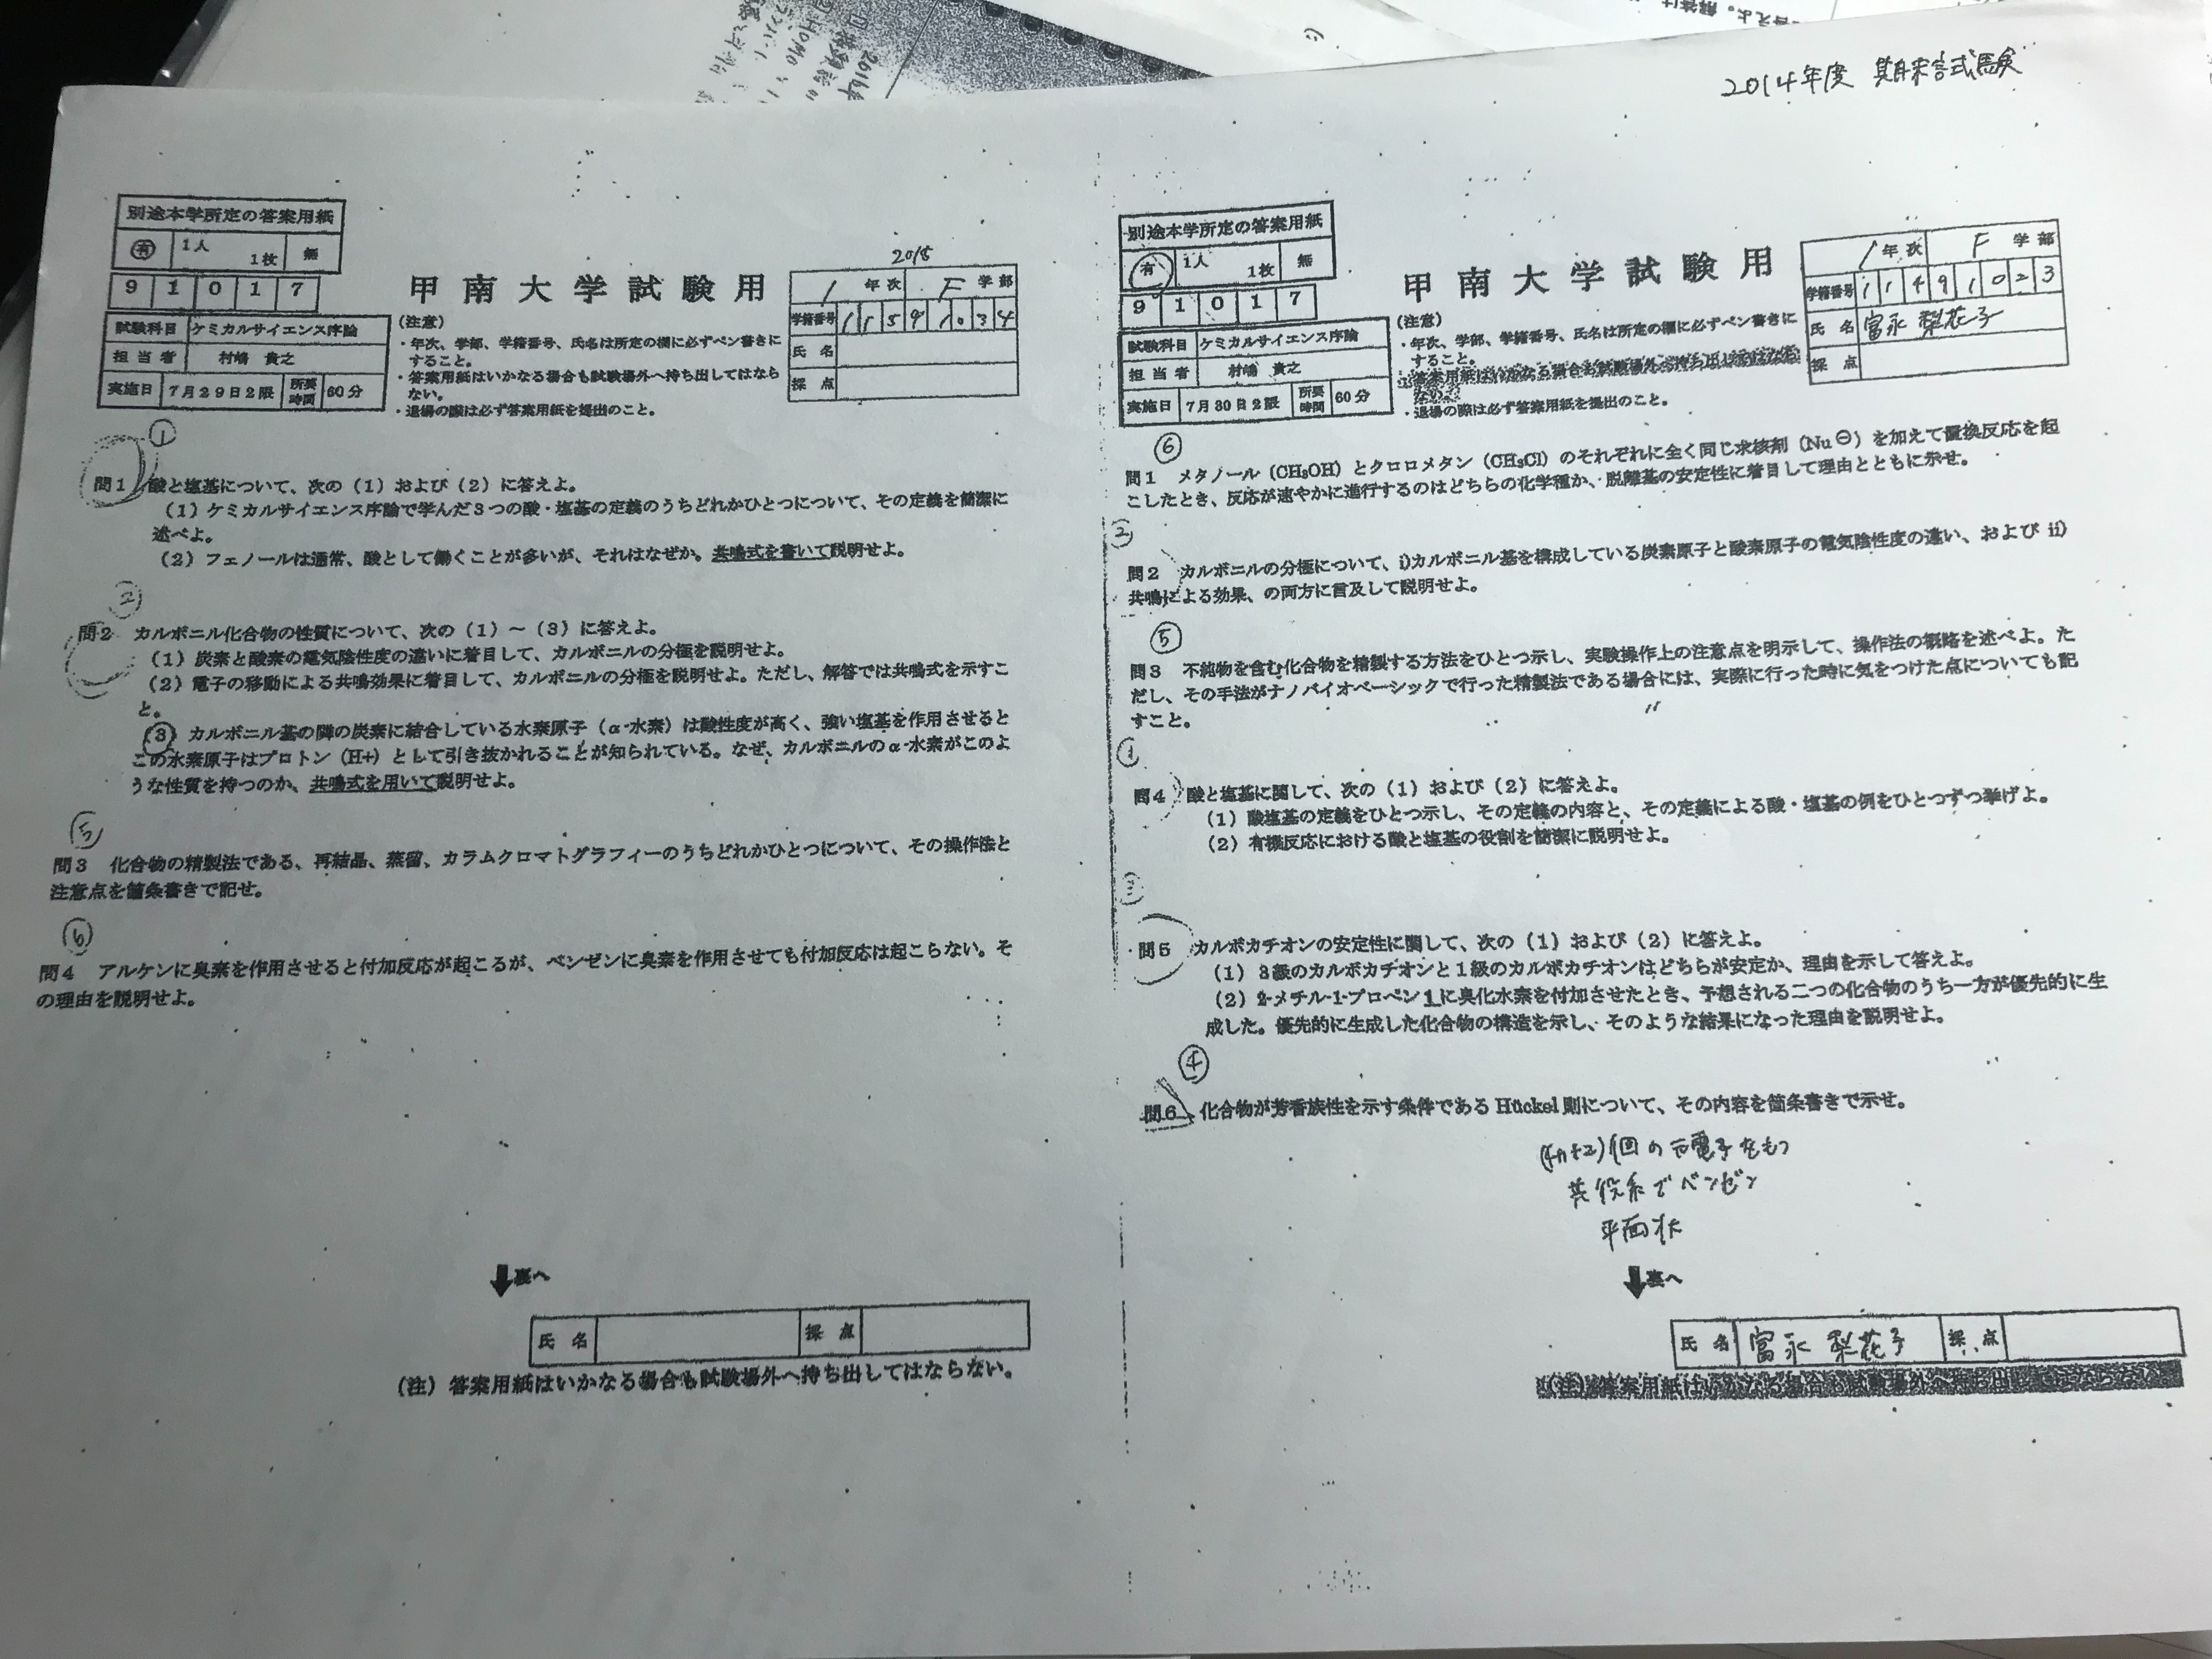 2014年度 期末試験
別途本学所定の答案用紙
有 1人 1枚 無
9 1 0 1 7
試験科目 ケミカルサイエンス序論
担当者 村嶋 貴之
実施日 7月29日2限 所要時間 60分
甲南大学試験用
(注意)
・年次、学部、学籍番号、氏名は所定の欄に必ずペン書きに
すること。
・答案用紙はいかなる場合も試験場外へ持ち出してはなら
ない。
・退場の際は必ず答案用紙を提出のこと。
2015
1 年次 F 学部
学籍番号 1 1 5 9 1 0 3 4
氏名
採点
①
問1 酸と塩基について、次の(1)および(2)に答えよ。
(1)ケミカルサイエンス序論で学んだ3つの酸・塩基の定義のうちどれかひとつについて、その定義を簡潔に
述べよ。
(2)フェノールは通常、酸として働くことが多いが、それはなぜか。共鳴式を書いて説明せよ。
②
問2 カルボニル化合物の性質について、次の(1)~(3)に答えよ。
(1)炭素と酸素の電気陰性度の違いに着目して、カルボニルの分極を説明せよ。
(2)電子の移動による共鳴効果に着目して、カルボニルの分極を説明せよ。ただし、解答では共鳴式を示すこ
と。
(3)カルボニル基の隣の炭素に結合している水素原子(α-水素)は酸性度が高く、強い塩基を作用させると
この水素原子はプロトン(H+)として引き抜かれることが知られている。なぜ、カルボニルのα-水素がこのよ
うな性質を持つのか、共鳴式を用いて説明せよ。
⑤
問3 化合物の精製法である、再結晶、蒸留、カラムクロマトグラフィーのうちどれかひとつについて、その操作法と
注意点を箇条書きで記せ。
⑥
問4 アルケンに臭素を作用させると付加反応が起こるが、ベンゼンに臭素を作用させても付加反応は起こらない。そ
の理由を説明せよ。
裏へ
氏名 採点
(注)答案用紙はいかなる場合も試験場外へ持ち出してはならない。
別途本学所定の答案用紙
有 1人 1枚 無
9 1 0 1 7
試験科目 ケミカルサイエンス序論
担当者 村嶋 貴之
実施日 7月30日2限 所要時間 60分
甲南大学試験用
(注意)
・年次、学部、学籍番号、氏名は所定の欄に必ずペン書きに
すること。
・答案用紙はいかなる場合も試験場外へ持ち出してはなら
ない。
・退場の際は必ず答案用紙を提出のこと。
1 年次 F 学部
学籍番号 1 1 4 9 1 0 2 3
氏名 富永 梨花子
採点
⑥
問1 メタノール(CH₃OH)とクロロメタン(CH₃Cl)のそれぞれに全く同じ求核剤(Nu⊖)を加えて置換反応を起
こしたとき、反応が速やかに進行するのはどちらの化学種か、脱離基の安定性に着目して理由とともに示せ。
②
問2 カルボニルの分極について、i)カルボニル基を構成している炭素原子と酸素原子の電気陰性度の違い、および ii)
共鳴による効果、の両方に言及して説明せよ。
⑤
問3 不純物を含む化合物を精製する方法をひとつ示し、実験操作上の注意点を明示して、操作法の概略を述べよ。た
だし、その手法がナノバイオベーシックで行った精製法である場合には、実際に行った時に気をつけた点についても記
すこと。
①
問4 酸と塩基に関して、次の(1)および(2)に答えよ。
(1)酸塩基の定義をひとつ示し、その定義の内容と、その定義による酸・塩基の例をひとつずつ挙げよ。
(2)有機反応における酸と塩基の役割を簡潔に説明せよ。
③
問5 カルボカチオンの安定性に関して、次の(1)および(2)に答えよ。
(1)3級のカルボカチオンと1級のカルボカチオンはどちらが安定か、理由を示して答えよ。
(2)2-メチル-1-プロペン1に臭化水素を付加させたとき、予想される二つの化合物のうち一方が優先的に生
成した。優先的に生成した化合物の構造を示し、そのような結果になった理由を説明せよ。
④
問6 化合物が芳香族性を示す条件であるHückel則について、その内容を箇条書きで示せ。
(4n+2)個のπ電子をもつ
共役系でベンゼン
平面状
裏へ
氏名 富永 梨花子 採点
(注)答案用紙はいかなる場合も試験場外へ持ち出してはならない。